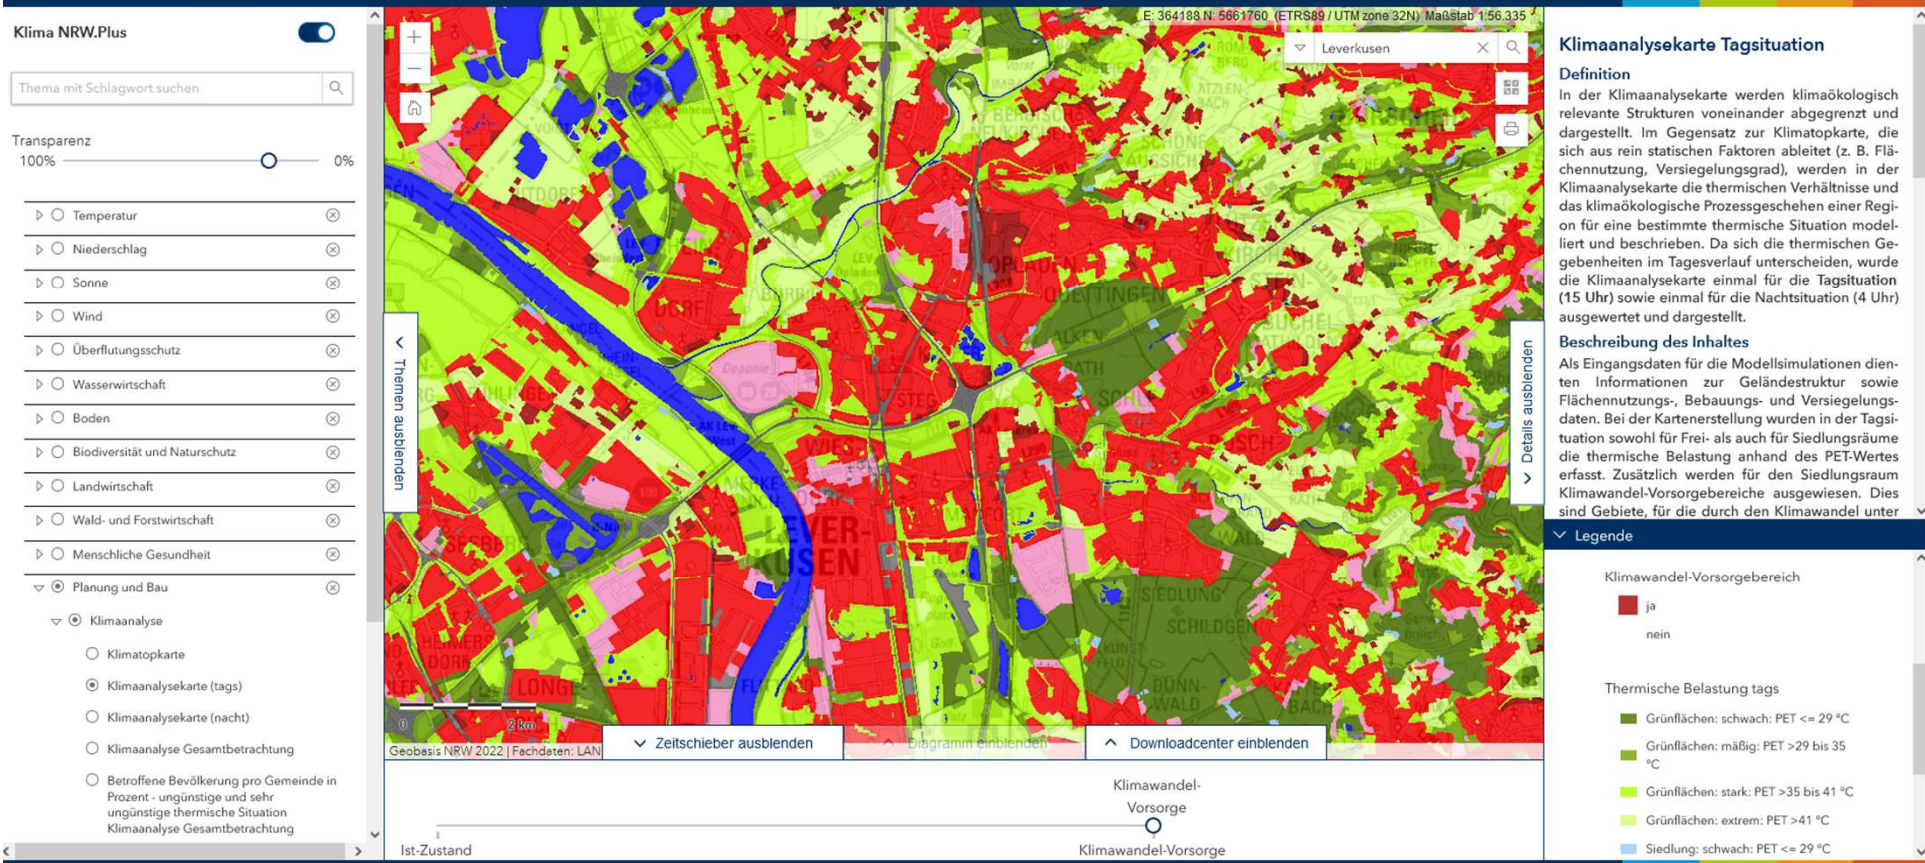 Klima NRW.Plus
Thema mit Schlagwort suchen
Transparenz
100%
0%
Temperatur
Niederschlag
Sonne
Wind
Überflutungsschutz
Wasserwirtschaft
Boden
Biodiversität und Naturschutz
Landwirtschaft
Wald- und Forstwirtschaft
Menschliche Gesundheit
Planung und Bau
Klimaanalyse
Klimatopkarte
Klimaanalysekarte (tags)
Klimaanalysekarte (nacht)
Klimaanalyse Gesamtbetrachtung
Betroffene Bevölkerung pro Gemeinde in
Prozent - ungünstige und sehr
ungünstige thermische Situation
Klimaanalyse Gesamtbetrachtung
E: 364188 N: 5661760 (ETRS89 / UTM zone 32N) Maßstab 1:56.335
Leverkusen
Themen ausblenden
Details ausblenden
OPLADEN
QUETTINGEN
Deponie
LEVER-
KUSEN
SIEDLUNG
SCHILDGEN
KUNST-
FELD
DÜNN-
WALD
0
2 km
Geobasis NRW 2022 | Fachdaten: LAN
Zeitschieber ausblenden
Diagramm einblenden
Downloadcenter einblenden
Klimawandel-
Vorsorge
Ist-Zustand
Klimawandel-Vorsorge
Klimaanalysekarte Tagsituation
Definition
In der Klimaanalysekarte werden klimaökologisch
relevante Strukturen voneinander abgegrenzt und
dargestellt. Im Gegensatz zur Klimatopkarte, die
sich aus rein statischen Faktoren ableitet (z. B. Flä-
chennutzung, Versiegelungsgrad), werden in der
Klimaanalysekarte die thermischen Verhältnisse und
das klimaökologische Prozessgeschehen einer Regi-
on für eine bestimmte thermische Situation model-
liert und beschrieben. Da sich die thermischen Ge-
gebenheiten im Tagesverlauf unterscheiden, wurde
die Klimaanalysekarte einmal für die Tagsituation
(15 Uhr) sowie einmal für die Nachtsituation (4 Uhr)
ausgewertet und dargestellt.
Beschreibung des Inhaltes
Als Eingangsdaten für die Modellsimulationen dien-
ten Informationen zur Geländestruktur sowie
Flächennutzungs-, Bebauungs- und Versiegelungs-
daten. Bei der Kartenerstellung wurden in der Tagsi-
tuation sowohl für Frei- als auch für Siedlungsräume
die thermische Belastung anhand des PET-Wertes
erfasst. Zusätzlich werden für den Siedlungsraum
Klimawandel-Vorsorgebereiche ausgewiesen. Dies
sind Gebiete, für die durch den Klimawandel unter
Legende
Klimawandel-Vorsorgebereich
ja
nein
Thermische Belastung tags
Grünflächen: schwach: PET <= 29 °C
Grünflächen: mäßig: PET >29 bis 35
°C
Grünflächen: stark: PET >35 bis 41 °C
Grünflächen: extrem: PET >41 °C
Siedlung: schwach: PET <= 29 °C